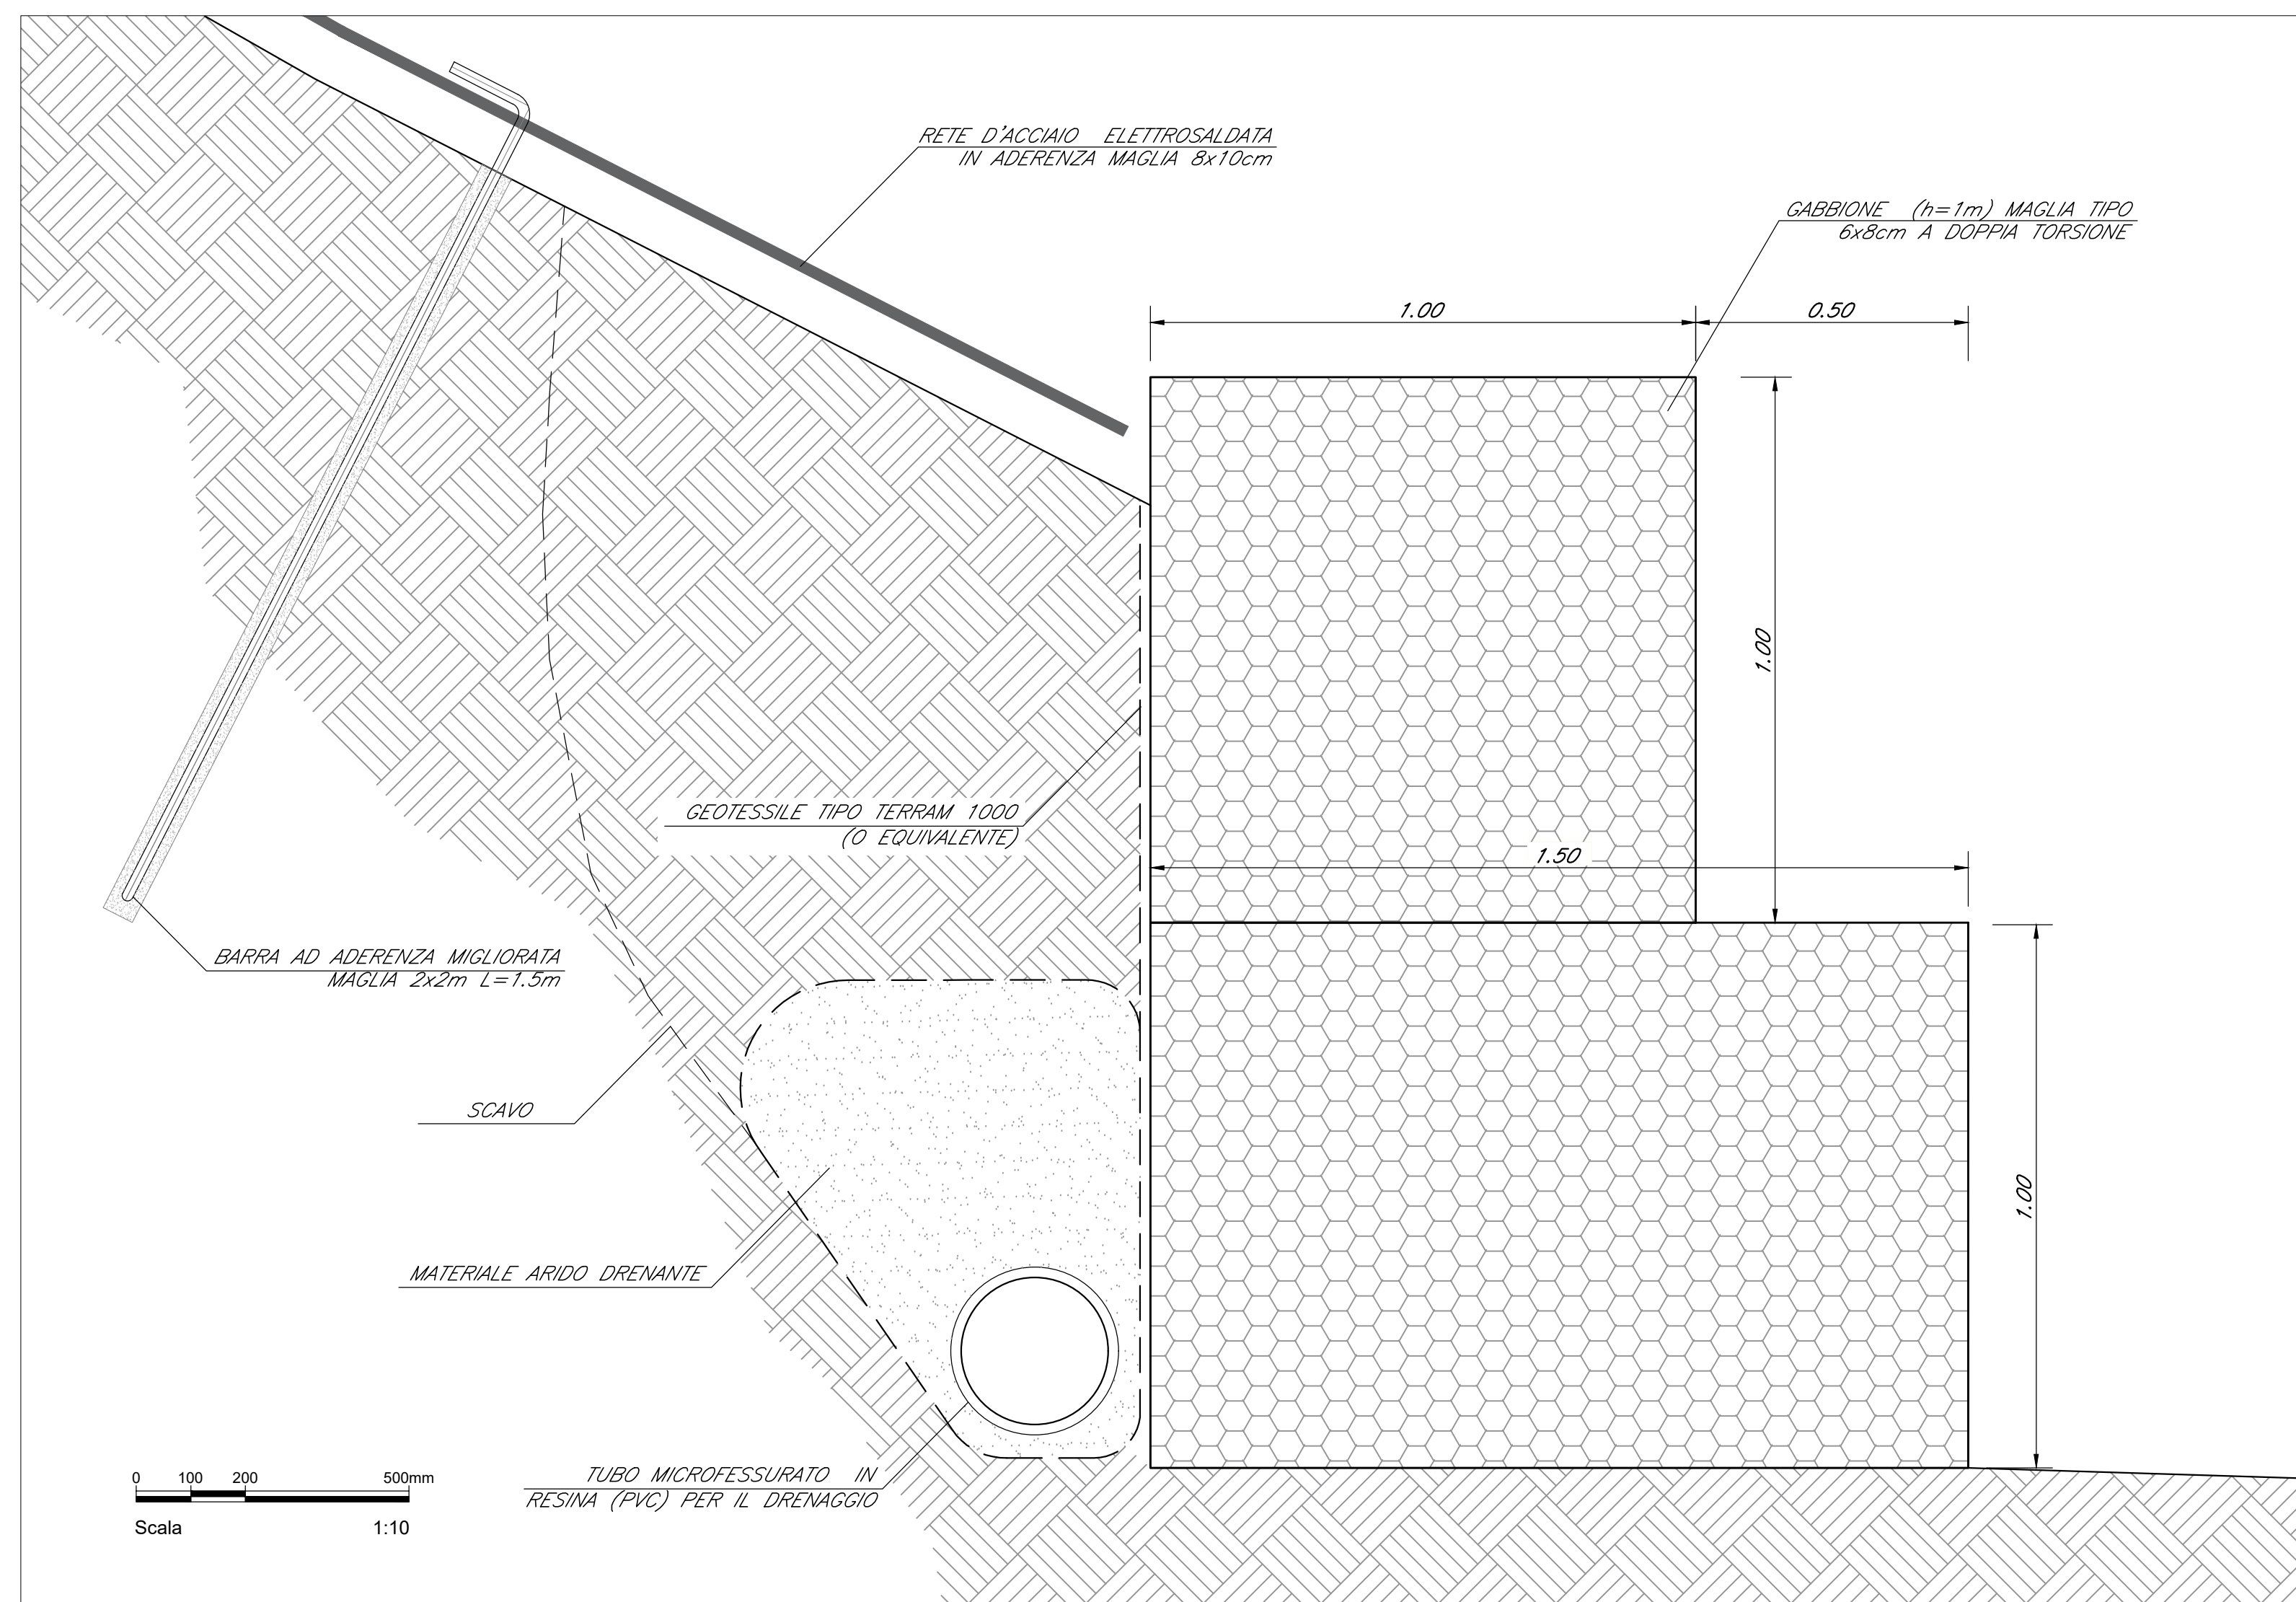 RETE D'ACCIAIO ELETTROSALDATA
IN ADERENZA MAGLIA 8x10cm
GABBIONE (h=1m) MAGLIA TIPO
6x8cm A DOPPIA TORSIONE
1.00
0.50
1.00
GEOTESSILE TIPO TERRAM 1000
(O EQUIVALENTE)
1.50
BARRA AD ADERENZA MIGLIORATA
MAGLIA 2x2m L=1.5m
SCAVO
1.00
MATERIALE ARIDO DRENANTE
TUBO MICROFESSURATO IN
RESINA (PVC) PER IL DRENAGGIO
0 100 200 500mm
Scala 1:10